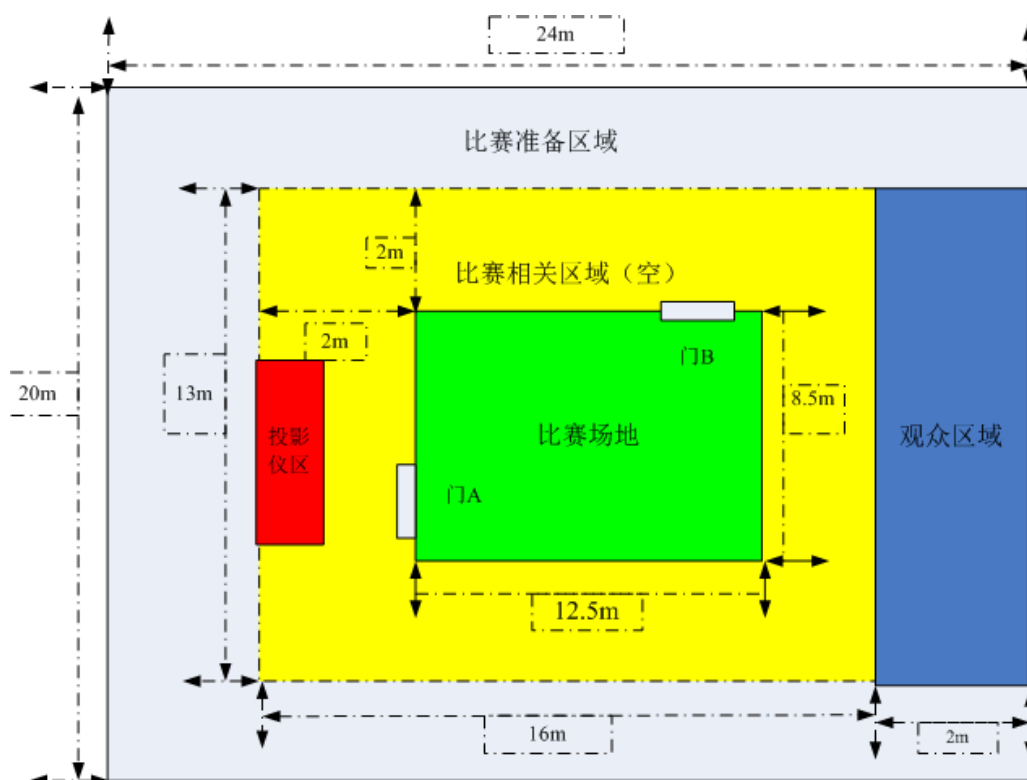 24m
比赛准备区域
2m
比赛相关区域（空）
2m
门B
20m
13m
8.5m
投影
仪区
比赛场地
观众区域
门A
12.5m
16m
2m